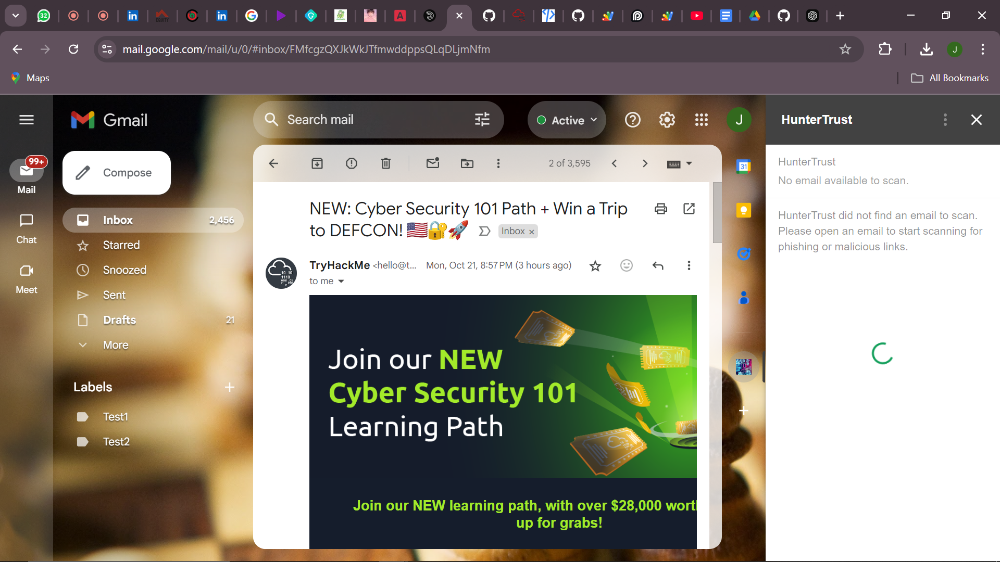 32
mail.google.com/mail/u/0/#inbox/FMfcgzQXJkWkJTfmwddppsQLqDLjmNfm
J
Maps
All Bookmarks
Gmail
Search mail
Active
J
HunterTrust
99+
Mail
Chat
Meet
Compose
Inbox 2,456
Starred
Snoozed
Sent
Drafts 21
More
Labels
Test1
Test2
2 of 3,595
NEW: Cyber Security 101 Path + Win a Trip
to DEFCON! 🇺🇸🔐🚀 Inbox ×
TryHackMe <hello@t... Mon, Oct 21, 8:57 PM (3 hours ago)
to me
Join our NEW
Cyber Security 101
Learning Path
Join our NEW learning path, with over $28,000 wort
up for grabs!
31
HunterTrust
No email available to scan.
HunterTrust did not find an email to scan.
Please open an email to start scanning for
phishing or malicious links.